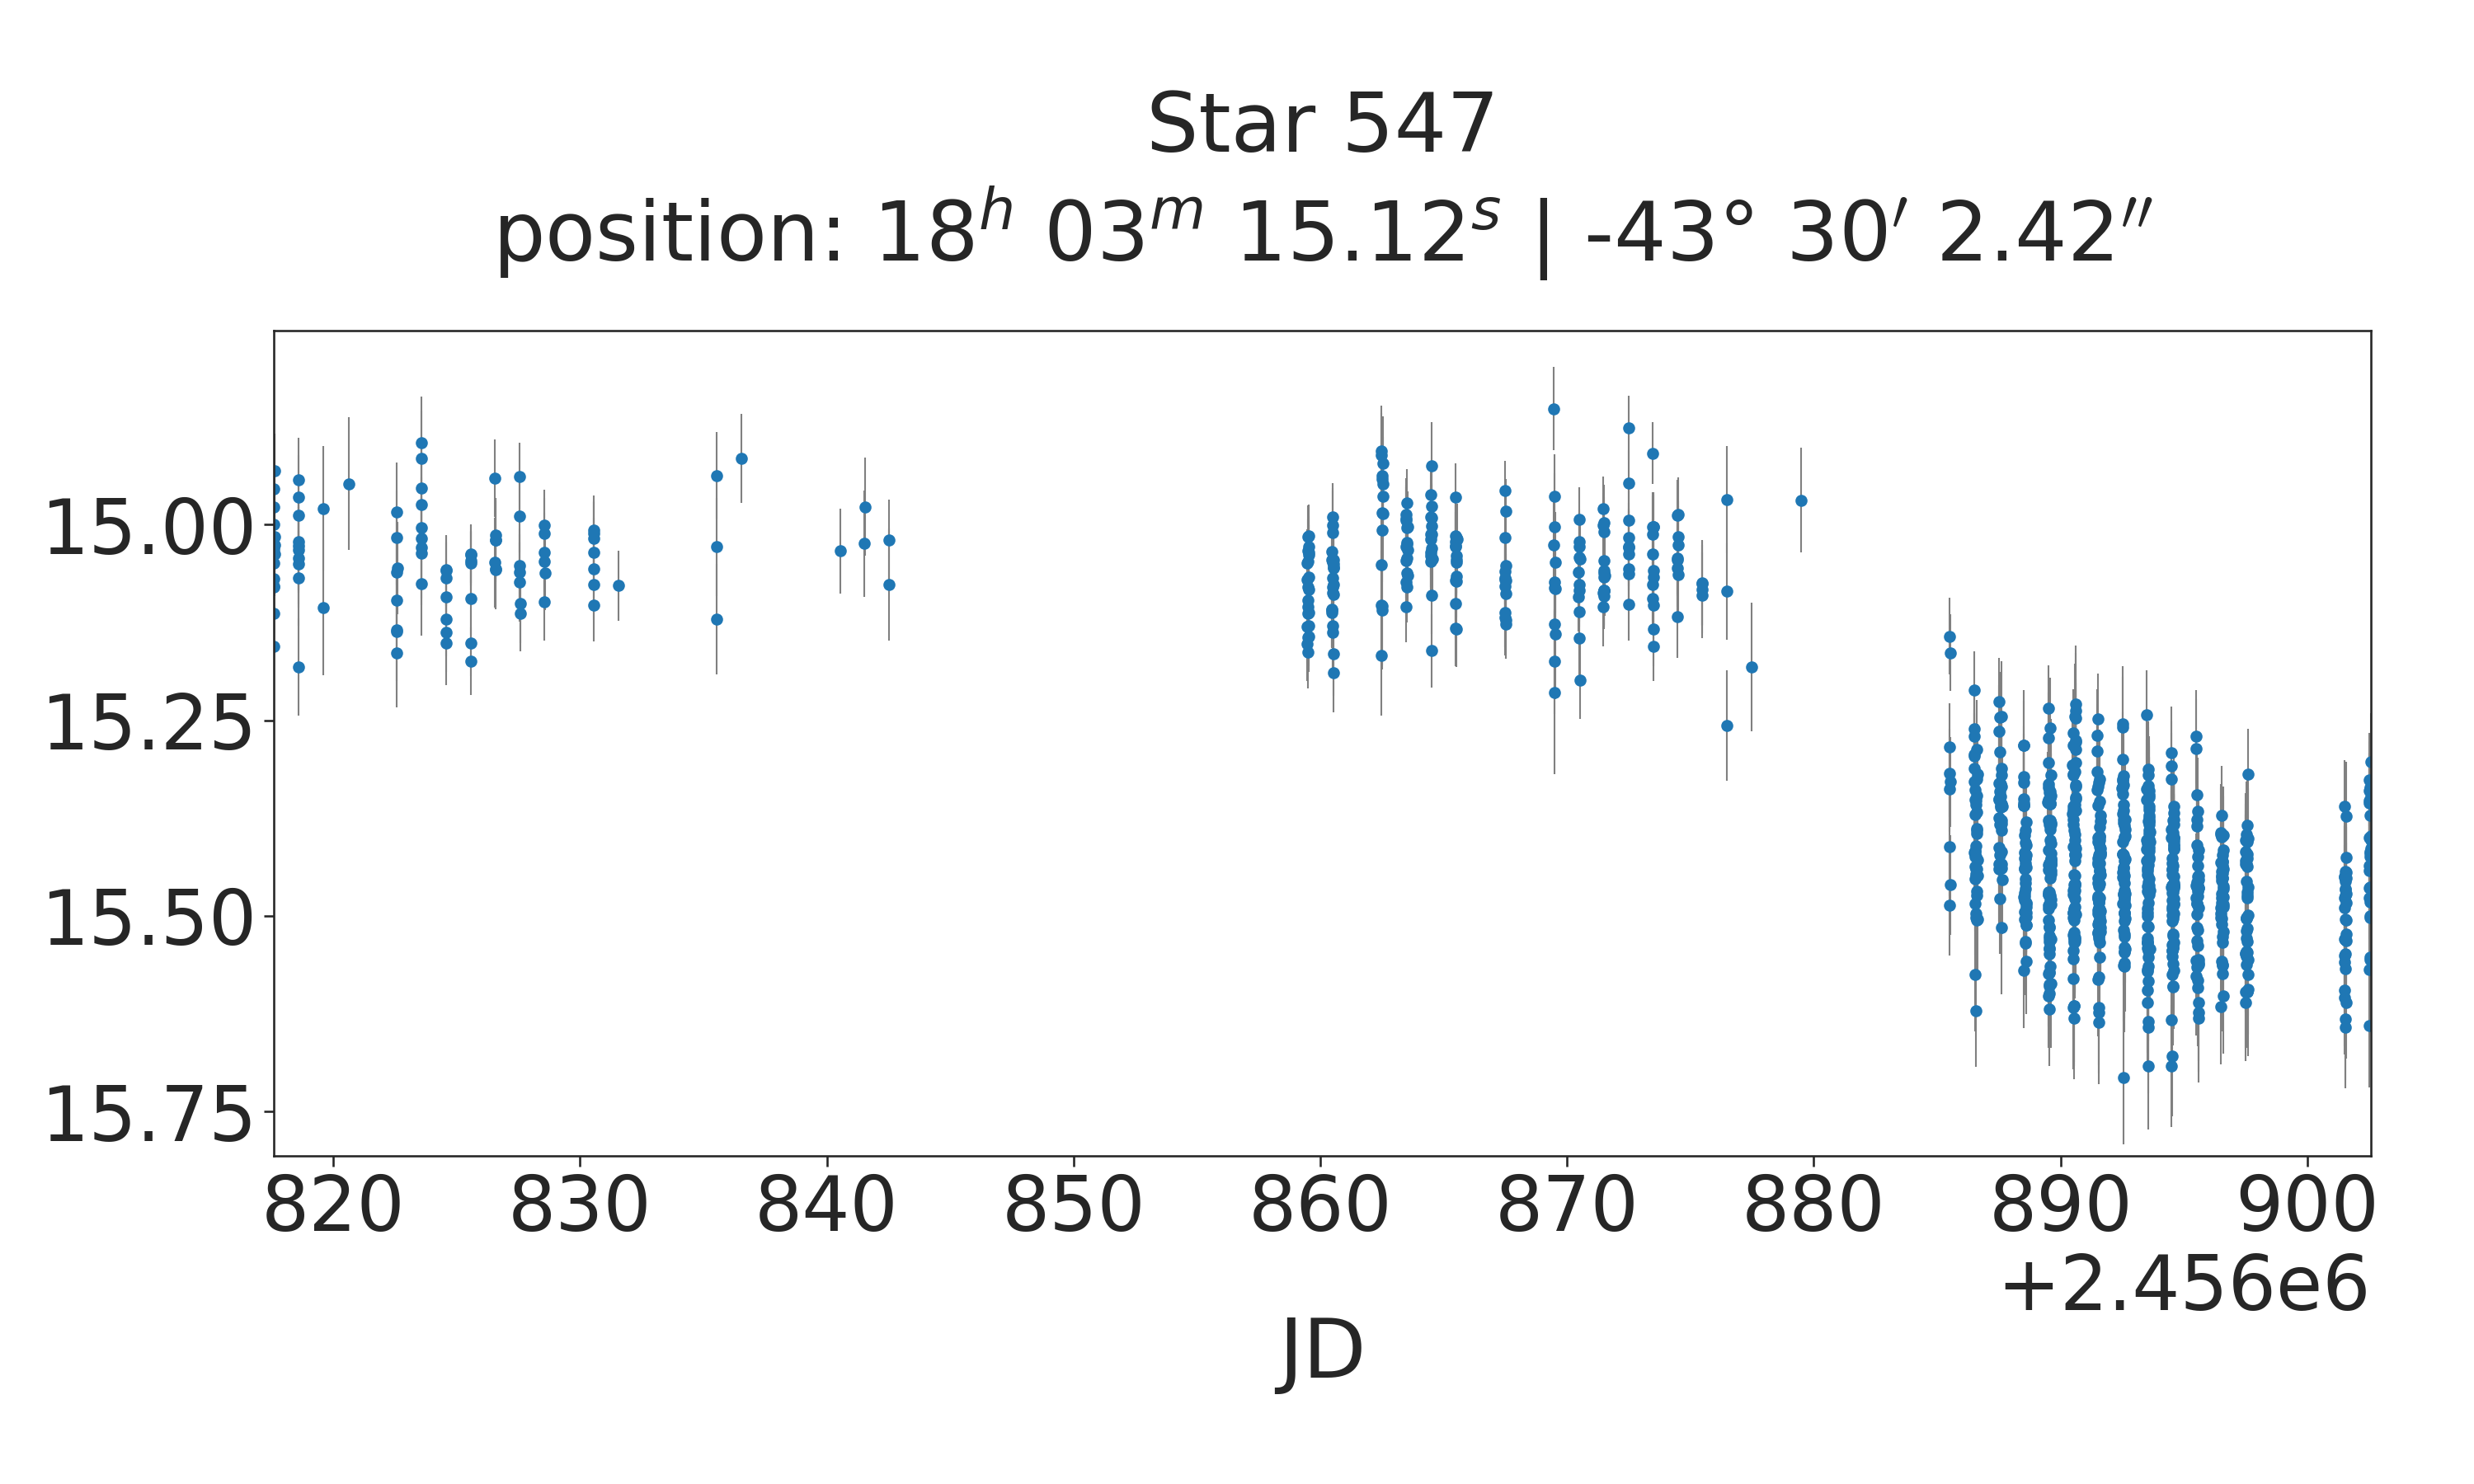 Star 547
position: 18ʰ 03ᵐ 15.12ˢ | -43° 30′ 2.42′′
15.00
15.25
15.50
15.75
820 830 840 850 860 870 880 890 900
+2.456e6
JD